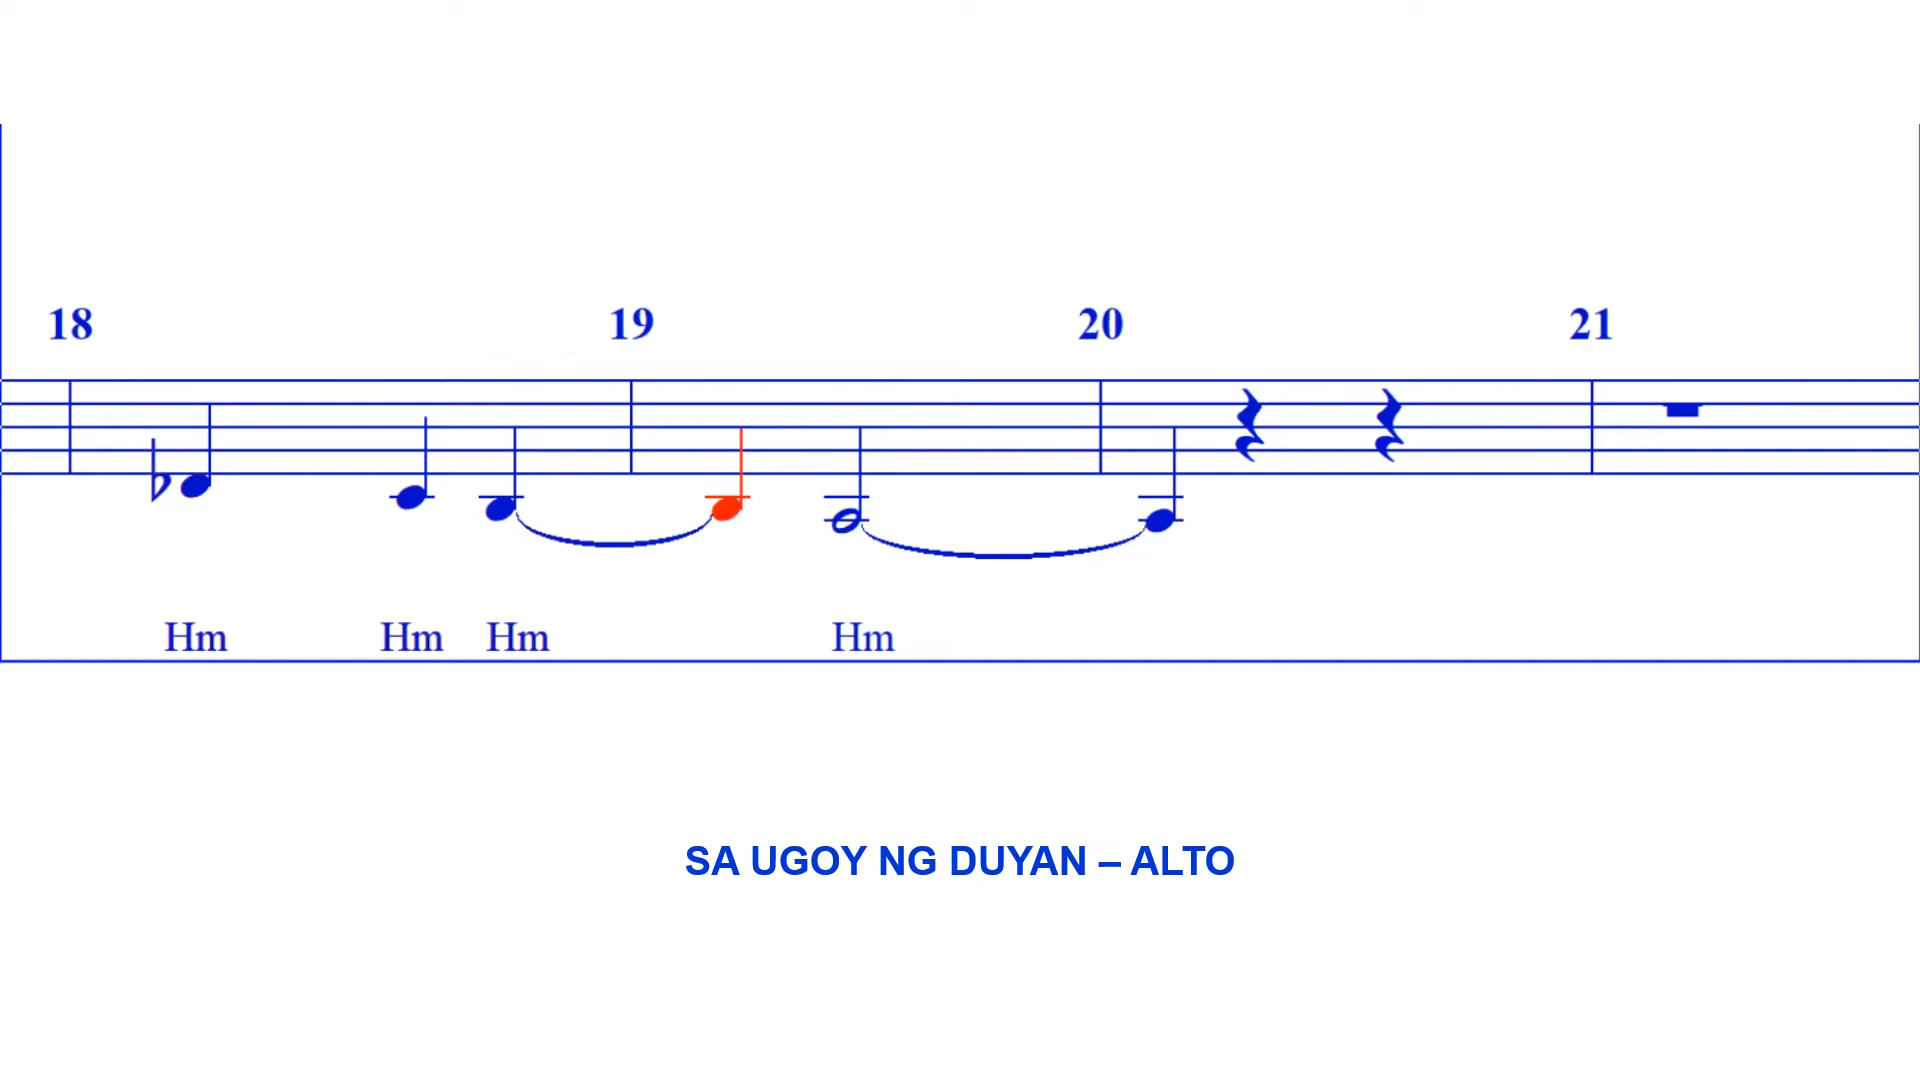 18 19 20 21
Hm Hm Hm Hm
SA UGOY NG DUYAN – ALTO